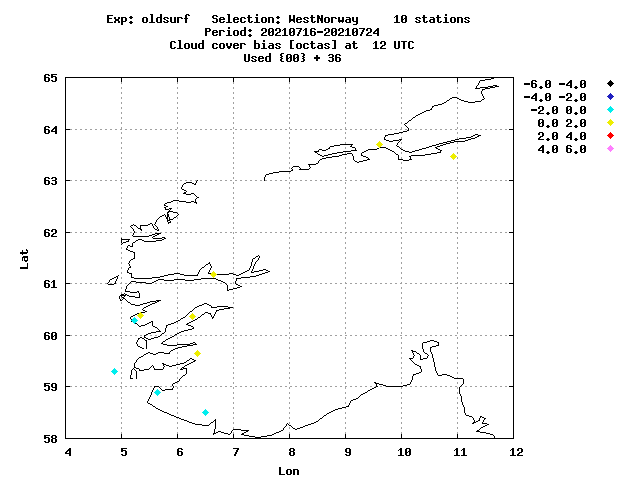 Exp: oldsurf Selection: WestNorway 10 stations
Period: 20210716-20210724
Cloud cover bias [octas] at 12 UTC
Used {00} + 36
65
64
63
62
61
60
59
58
Lat
4 5 6 7 8 9 10 11 12
Lon
-6.0 -4.0
-4.0 -2.0
-2.0 0.0
0.0 2.0
2.0 4.0
4.0 6.0